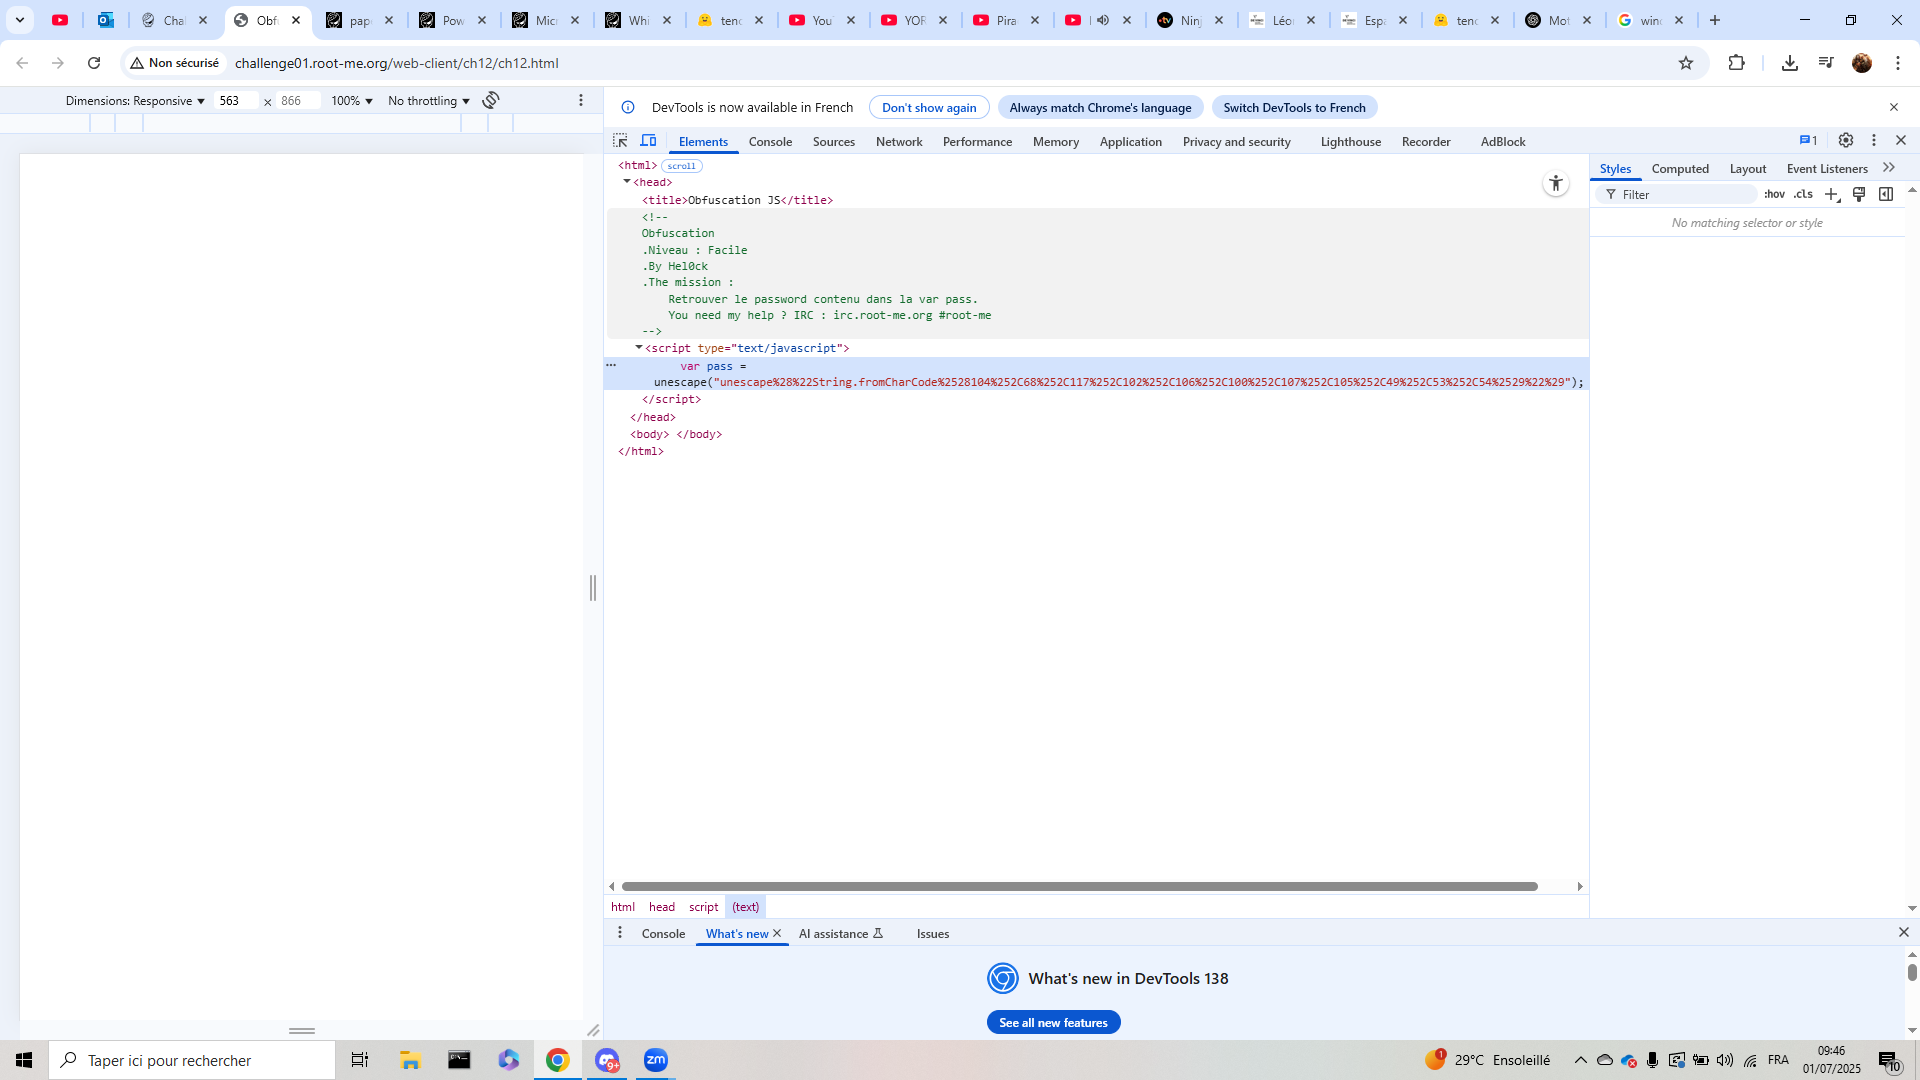 Chal
Obf
pap
Pow
Micr
Whi
tenc
You
YOR
Pira
Ninj
Léo
Esp
tenc
Mot
winc
Non sécurisé
challenge01.root-me.org/web-client/ch12/ch12.html
Dimensions: Responsive 563 × 866 100% No throttling
DevTools is now available in French Don't show again Always match Chrome's language Switch DevTools to French
Elements Console Sources Network Performance Memory Application Privacy and security Lighthouse Recorder AdBlock 1
<html> scroll
<head>
<title>Obfuscation JS</title>
<!--
Obfuscation
.Niveau : Facile
.By Hel0ck
.The mission :
Retrouver le password contenu dans la var pass.
You need my help ? IRC : irc.root-me.org #root-me
-->
<script type="text/javascript">
var pass =
unescape("unescape%28%22String.fromCharCode%2528104%252C68%252C117%252C102%252C106%252C100%252C107%252C105%252C49%252C53%252C54%2529%22%29");
</script>
</head>
<body> </body>
</html>
Styles Computed Layout Event Listeners
Filter :hov .cls
No matching selector or style
html head script (text)
Console What's new AI assistance Issues
What's new in DevTools 138
See all new features
Taper ici pour rechercher
9+
zm
1
29°C Ensoleillé
FRA
09:46
01/07/2025
10